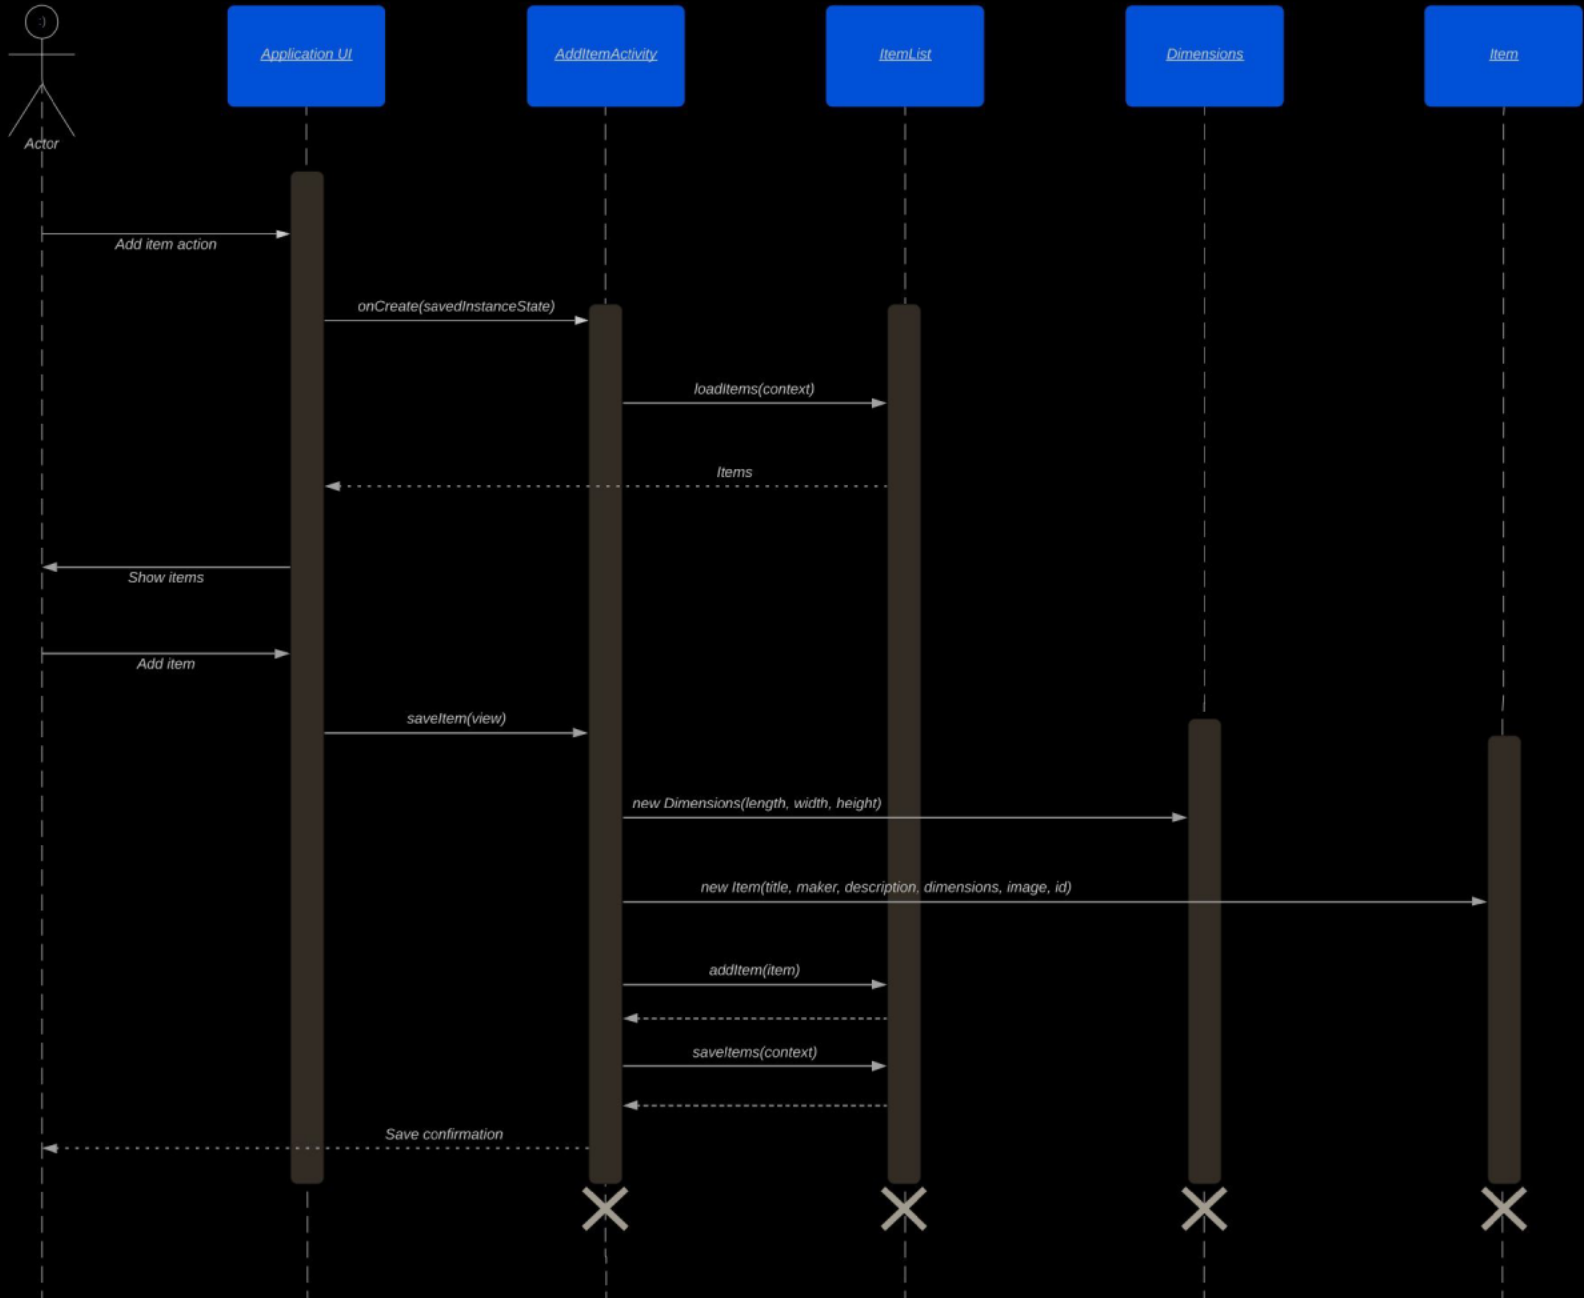 :)
Application UI
AddItemActivity
ItemList
Dimensions
Item
Actor
Add item action
onCreate(savedInstanceState)
loadItems(context)
Items
Show items
Add item
saveItem(view)
new Dimensions(length, width, height)
new Item(title, maker, description, dimensions, image, id)
addItem(item)
saveItems(context)
Save confirmation